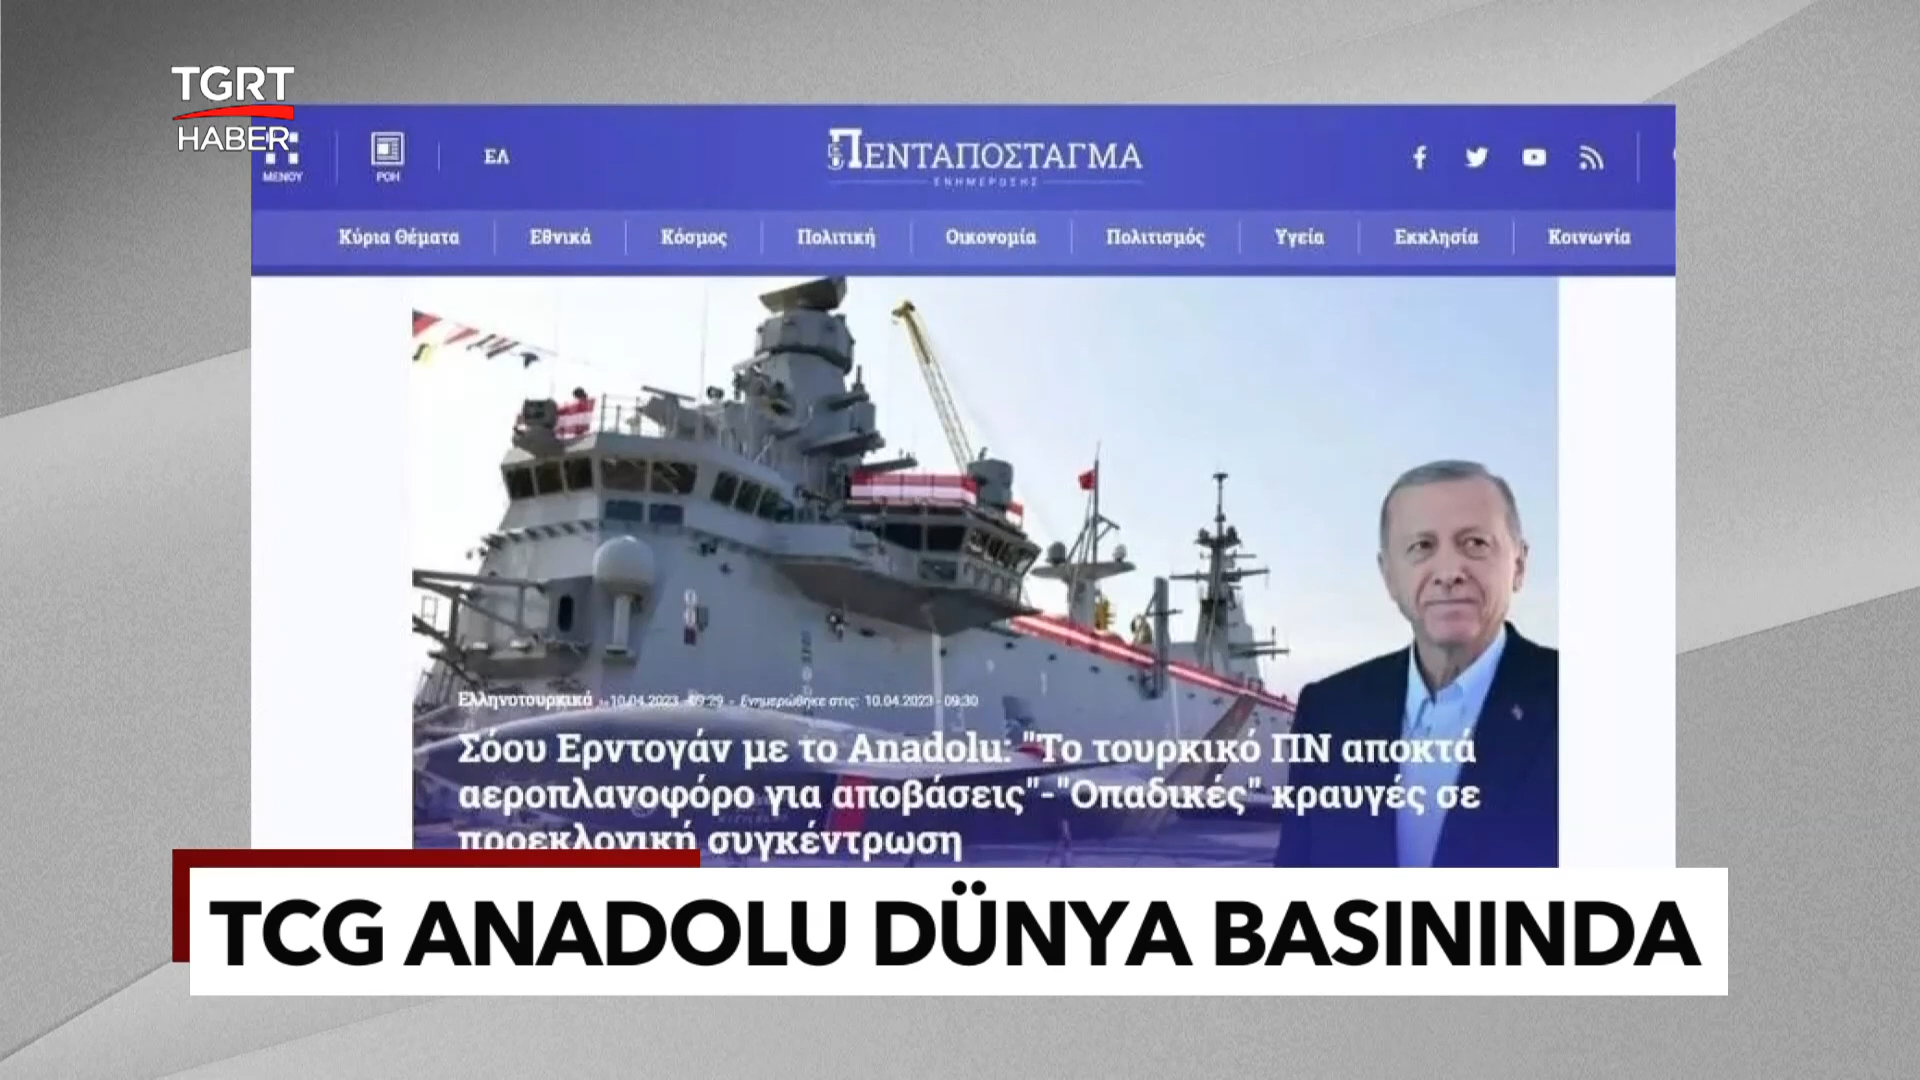 TGRT
HABER
ΜΕΝΟΥ
ΡΟΗ
ΕΛ
ΠΕΝΤΑΠΟΣΤΑΓΜΑ
ΕΝΗΜΕΡΩΣΗΣ
Κύρια Θέματα
Εθνικά
Κόσμος
Πολιτική
Οικονομία
Πολιτισμός
Υγεία
Εκκλησία
Κοινωνία
Ελληνοτουρκικά 10.04.2023 - 09:29 - Ενημερώθηκε στις: 10.04.2023 - 09:30
Σόου Ερντογάν με το Anadolu: "Το τουρκικό ΠΝ αποκτά
αεροπλανοφόρο για αποβάσεις"-"Οπαδικές" κραυγές σε
προεκλογική συγκέντρωση
TCG ANADOLU DÜNYA BASININDA